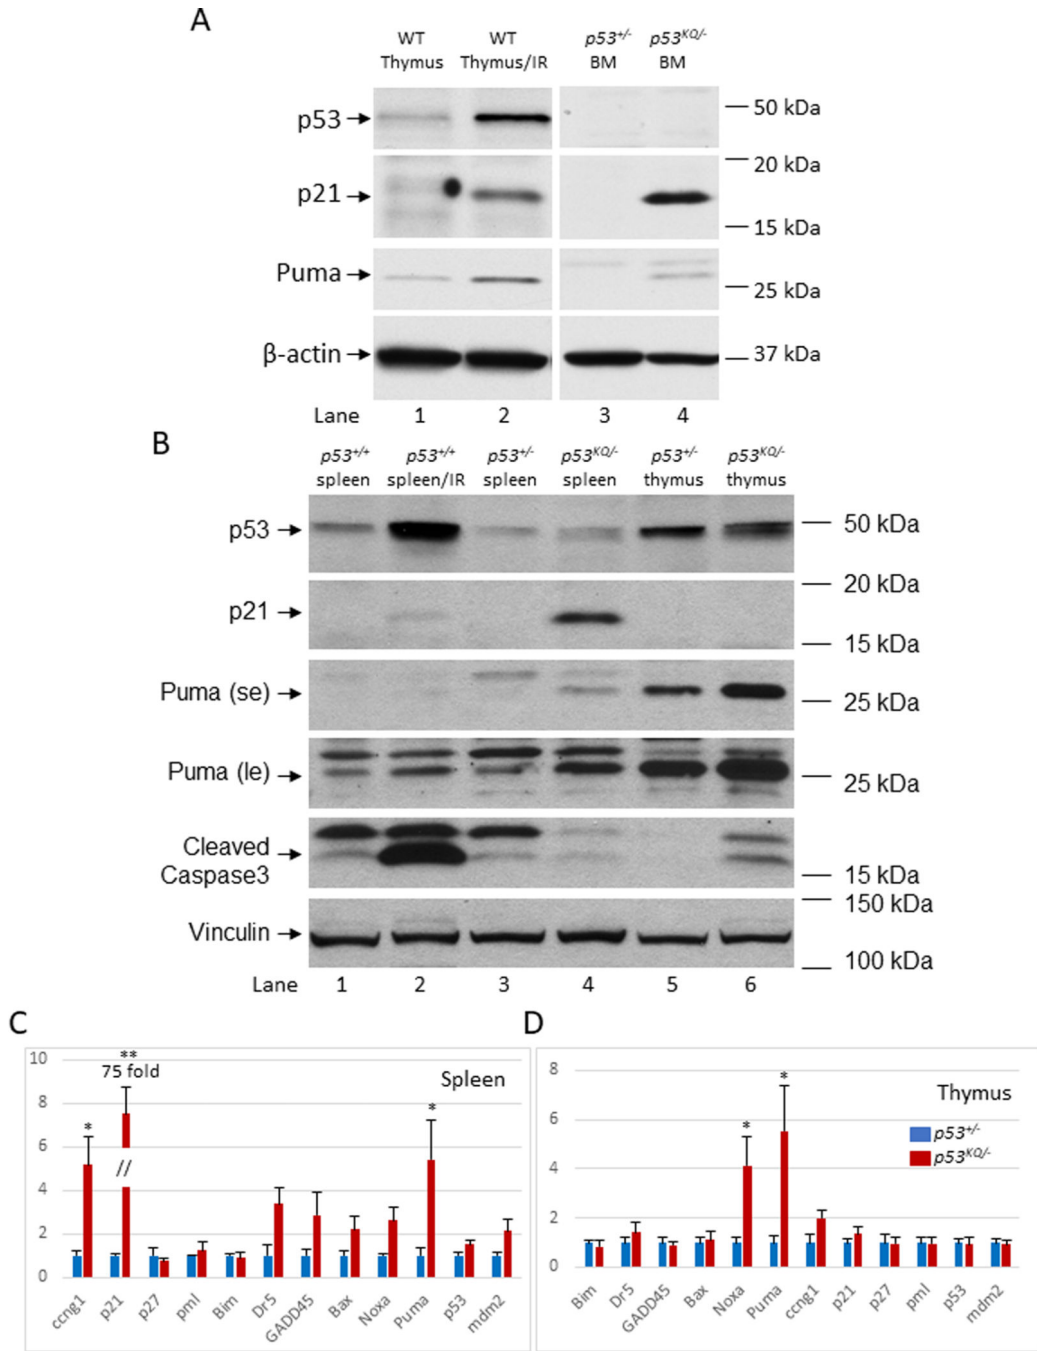 A
WT WT p53+/- p53KQ/-
Thymus Thymus/IR BM BM
p53 50 kDa
20 kDa
p21
15 kDa
Puma
25 kDa
β-actin 37 kDa
Lane 1 2 3 4
B
p53+/+ p53+/+ p53+/- p53KQ/- p53+/- p53KQ/-
spleen spleen/IR spleen spleen thymus thymus
p53 50 kDa
20 kDa
p21
15 kDa
Puma (se) 25 kDa
Puma (le) 25 kDa
Cleaved
Caspase3 15 kDa
150 kDa
Vinculin
100 kDa
Lane 1 2 3 4 5 6
C
10
8
6
4
2
0
**
75 fold
*
//
*
Spleen
ccng1 p21 p27 pml Bim Dr5 GADD45 Bax Noxa Puma p53 mdm2
D
8
6
4
2
0
*
*
Thymus
p53+/-
p53KQ/-
Bim Dr5 GADD45 Bax Noxa Puma ccng1 p21 p27 pml p53 mdm2